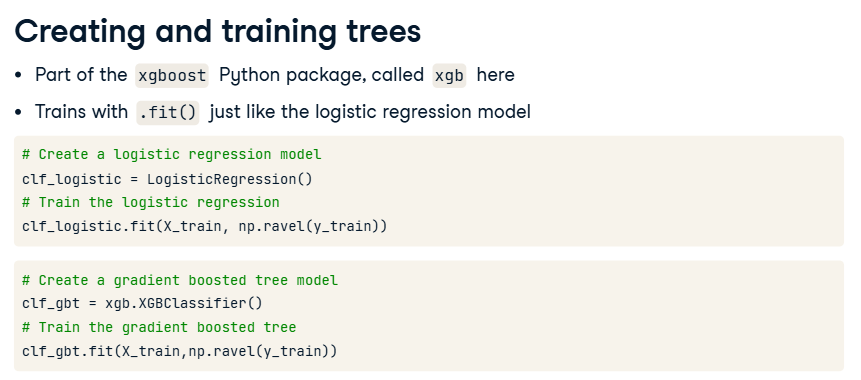 Creating and training trees
• Part of the xgboost Python package, called xgb here
• Trains with .fit() just like the logistic regression model
# Create a logistic regression model
clf_logistic = LogisticRegression()
# Train the logistic regression
clf_logistic.fit(X_train, np.ravel(y_train))
# Create a gradient boosted tree model
clf_gbt = xgb.XGBClassifier()
# Train the gradient boosted tree
clf_gbt.fit(X_train,np.ravel(y_train))